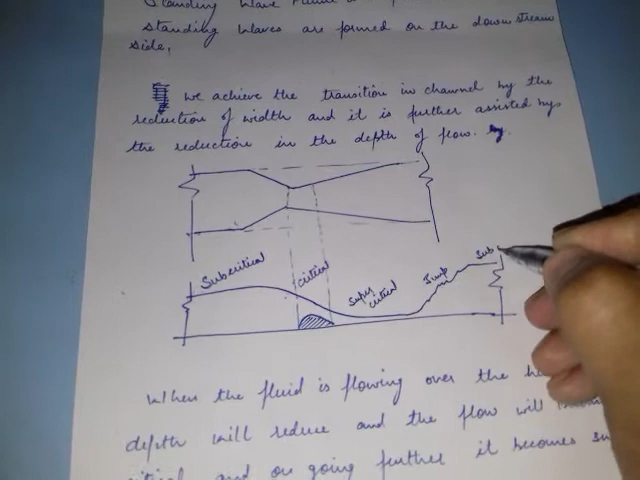 Standing Wave Flume
standing waves are formed on the down stream
side,
we achieve the transition in channel by the
reduction of width and it is further assisted by
the reduction in the depth of flow.
Subcritical
critical
Super
critical
Jump
Sub
When the fluid is flowing over the
depth will reduce and the flow will
and on going further it becomes